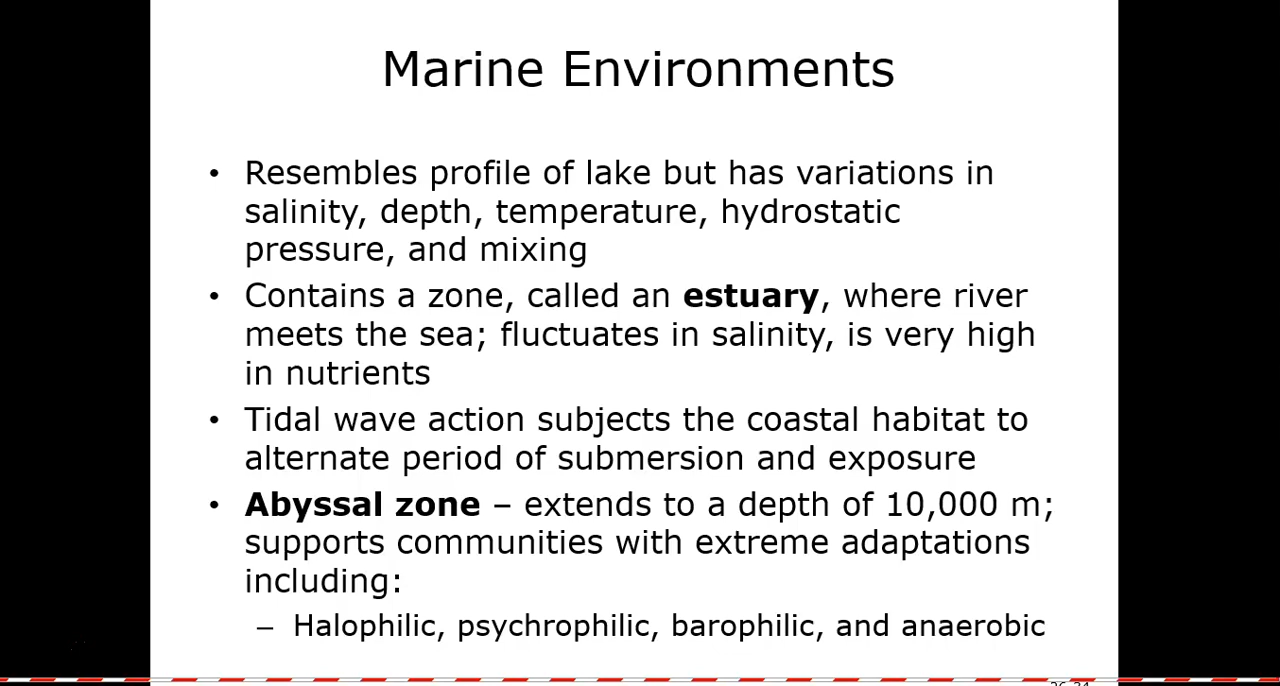 Marine Environments
• Resembles profile of lake but has variations in
salinity, depth, temperature, hydrostatic
pressure, and mixing
• Contains a zone, called an estuary, where river
meets the sea; fluctuates in salinity, is very high
in nutrients
• Tidal wave action subjects the coastal habitat to
alternate period of submersion and exposure
• Abyssal zone – extends to a depth of 10,000 m;
supports communities with extreme adaptations
including:
– Halophilic, psychrophilic, barophilic, and anaerobic